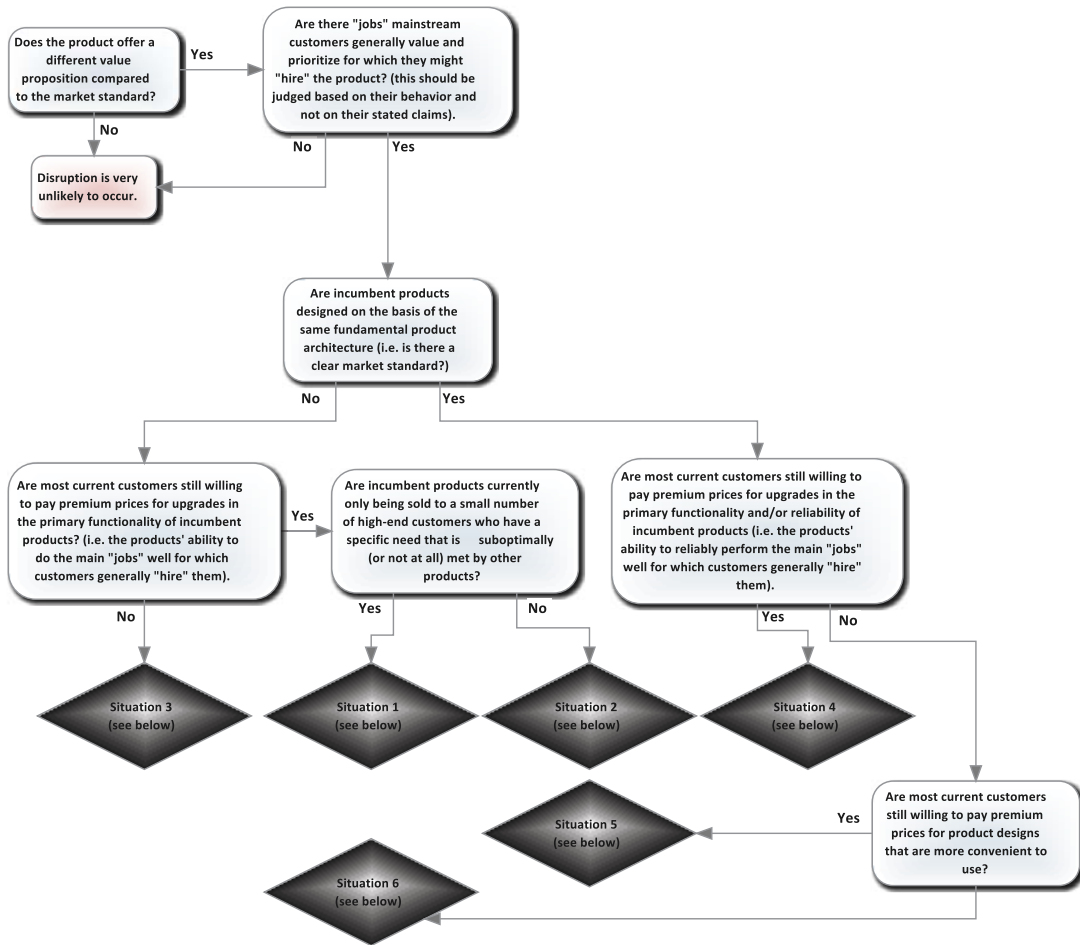 Does the product offer a
different value
proposition compared
to the market standard?
Yes
Are there "jobs" mainstream
customers generally value and
prioritize for which they might
"hire" the product? (this should be
judged based on their behavior and
not on their stated claims).
No
No
Yes
Disruption is very
unlikely to occur.
Are incumbent products
designed on the basis of the
same fundamental product
architecture (i.e. is there a
clear market standard?)
No
Yes
Are most current customers still willing
to pay premium prices for upgrades in
the primary functionality of incumbent
products? (i.e. the products' ability to
do the main "jobs" well for which
customers generally "hire" them).
Yes
Are incumbent products currently
only being sold to a small number
of high-end customers who have a
specific need that is suboptimally
(or not at all) met by other
products?
Are most current customers still willing to
pay premium prices for upgrades in the
primary functionality and/or reliability of
incumbent products (i.e. the products'
ability to reliably perform the main "jobs"
well for which customers generally "hire"
them).
No
Yes
No
Yes
No
Situation 3
(see below)
Situation 1
(see below)
Situation 2
(see below)
Situation 4
(see below)
Are most current customers
still willing to pay premium
prices for product designs
that are more convenient to
use?
Yes
Situation 5
(see below)
Situation 6
(see below)